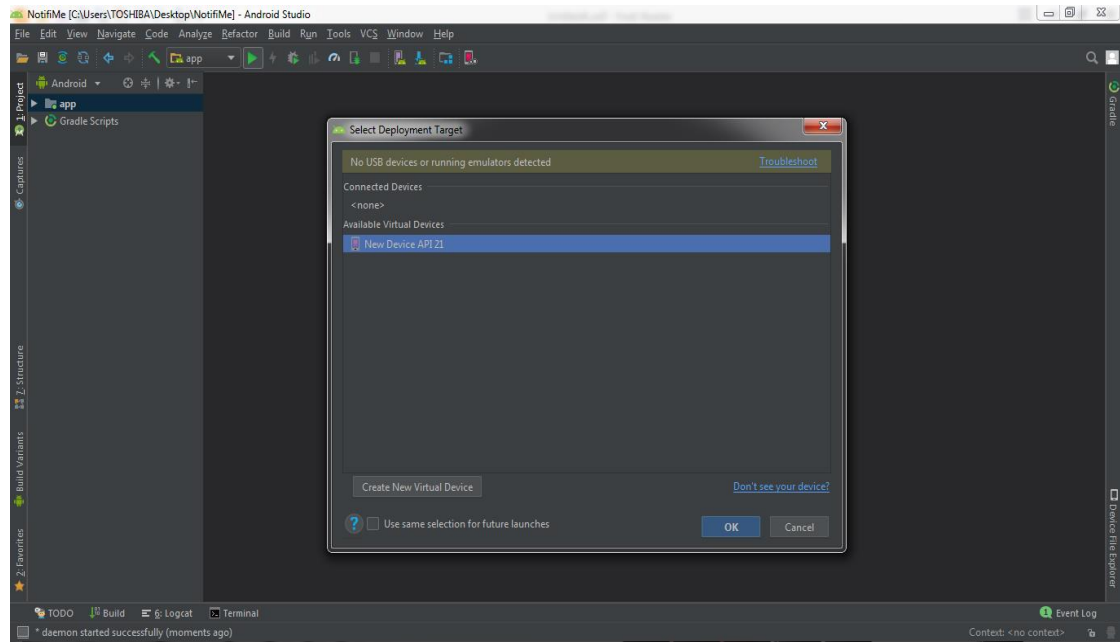 NotifiMe [C:\Users\TOSHIBA\Desktop\NotifiMe] - Android Studio
File Edit View Navigate Code Analyze Refactor Build Run Tools VCS Window Help
app
Android
app
Gradle Scripts
1: Project
Captures
7: Structure
Build Variants
2: Favorites
Gradle
Device File Explorer
Select Deployment Target
No USB devices or running emulators detected Troubleshoot
Connected Devices
<none>
Available Virtual Devices
New Device API 21
Create New Virtual Device Don't see your device?
? Use same selection for future launches OK Cancel
TODO Build 6: Logcat Terminal 1 Event Log
* daemon started successfully (moments ago) Context: <no context>